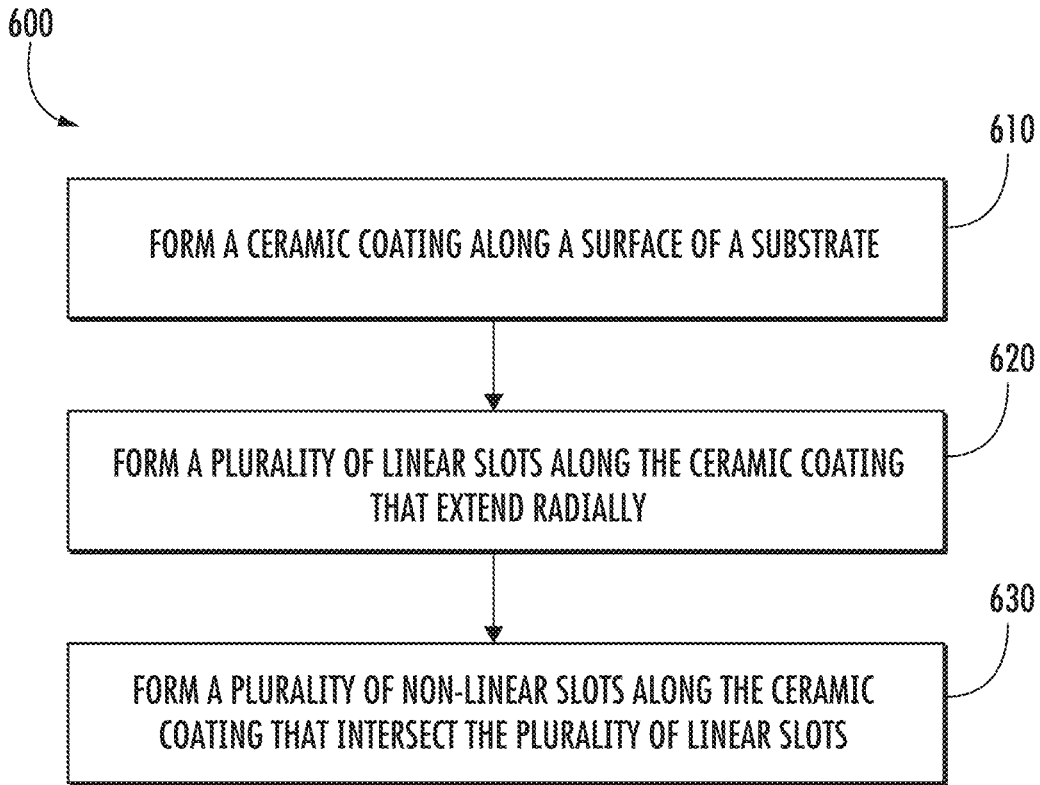 600
610
FORM A CERAMIC COATING ALONG A SURFACE OF A SUBSTRATE
620
FORM A PLURALITY OF LINEAR SLOTS ALONG THE CERAMIC COATING
THAT EXTEND RADIALLY
630
FORM A PLURALITY OF NON-LINEAR SLOTS ALONG THE CERAMIC
COATING THAT INTERSECT THE PLURALITY OF LINEAR SLOTS